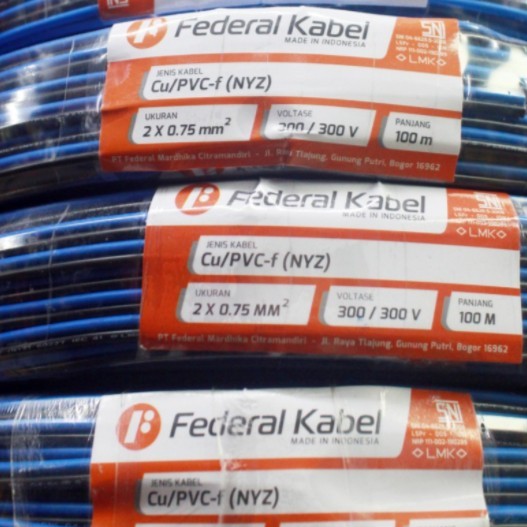 Federal Kabel
MADE IN INDONESIA
SNI
LMK
JENIS KABEL
Cu/PVC-f (NYZ)
UKURAN
2 X 0.75 mm²
VOLTASE
300 / 300 V
PANJANG
100 m
PT Federal Mardhika Citramandiri - Jl. Raya Tlajung, Gunung Putri, Bogor 16962
Federal Kabel
MADE IN INDONESIA
SNI
LMK
JENIS KABEL
Cu/PVC-f (NYZ)
UKURAN
2 X 0.75 MM²
VOLTASE
300 / 300 V
PANJANG
100 M
PT Federal Mardhika Citramandiri - Jl. Raya Tlajung, Gunung Putri, Bogor 16962
Federal Kabel
MADE IN INDONESIA
SNI
LMK
JENIS KABEL
Cu/PVC-f (NYZ)